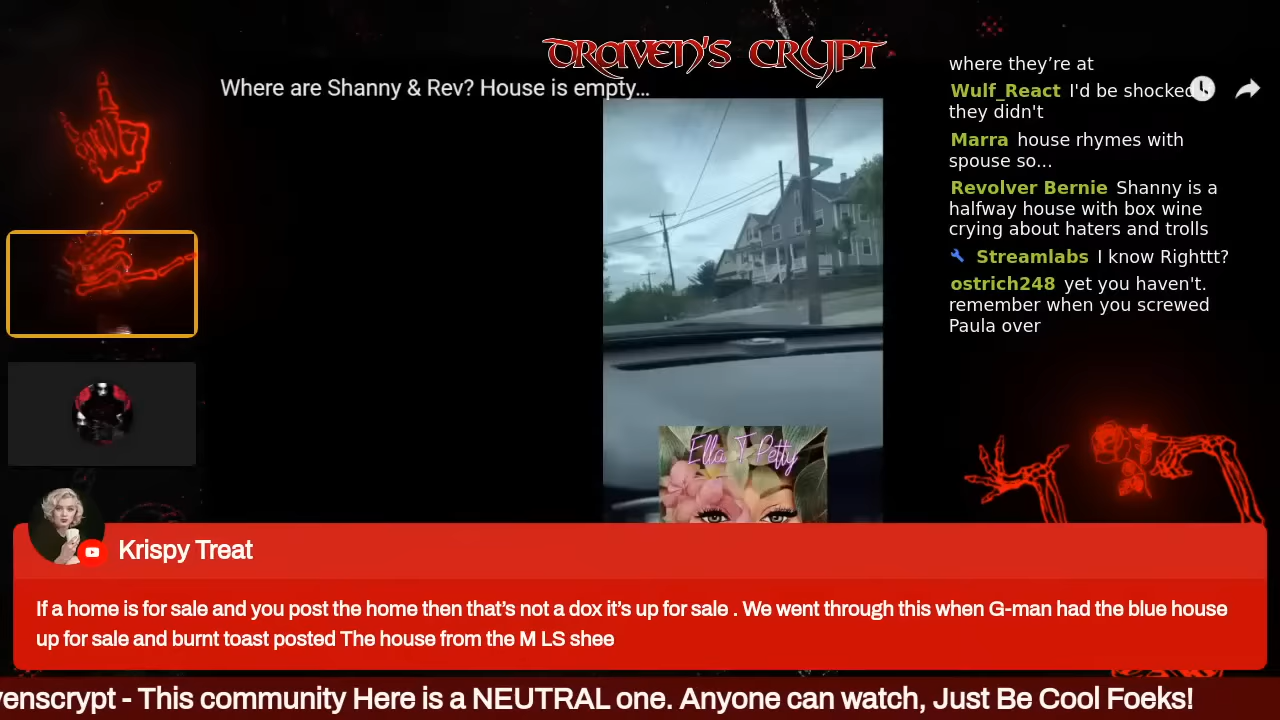 DRAVEN'S CRYPT
Where are Shanny & Rev? House is empty...
where they're at
Wulf_React I'd be shocked
they didn't
Marra house rhymes with
spouse so...
Revolver Bernie Shanny is a
halfway house with box wine
crying about haters and trolls
Streamlabs I know Righttt?
ostrich248 yet you haven't.
remember when you screwed
Paula over
Ella T Petty
Krispy Treat
If a home is for sale and you post the home then that's not a dox it's up for sale . We went through this when G-man had the blue house
up for sale and burnt toast posted The house from the M LS shee
venscrypt - This community Here is a NEUTRAL one. Anyone can watch, Just Be Cool Foeks!